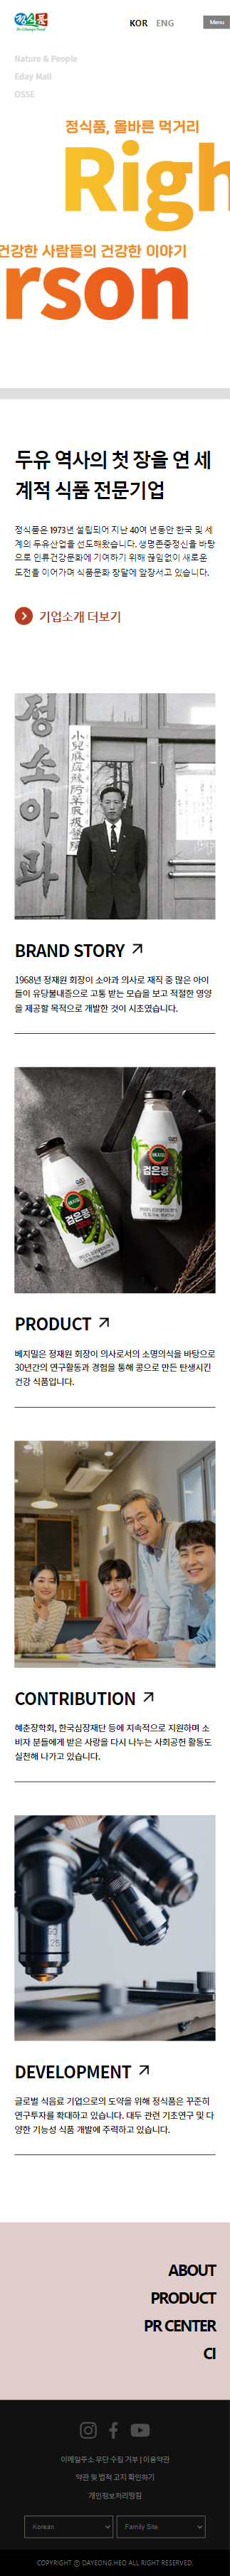 정식품
Dr.Chung's Food
KOR ENG
Menu
Nature & People
Eday Mall
OSSE
정식품, 올바른 먹거리
Righ
건강한 사람들의 건강한 이야기
rson
두유 역사의 첫 장을 연 세
계적 식품 전문기업
정식품은 1973년 설립되어 지난 40여 년동안 한국 및 세
계의 두유산업을 선도해왔습니다. 생명존중정신을 바탕
으로 인류건강문화에 기여하기 위해 끊임없이 새로운
도전을 이어가며 식품문화 창달에 앞장서고 있습니다.
기업소개 더보기
정소아과
小兒麻痺
BRAND STORY
1968년 정재원 회장이 소아과 의사로 재직 중 많은 아이
들이 유당불내증으로 고통 받는 모습을 보고 적절한 영양
을 제공할 목적으로 개발한 것이 시초였습니다.
베지밀
검은콩
베지밀
검은콩
PRODUCT
베지밀은 정재원 회장이 의사로서의 소명의식을 바탕으로
30년간의 연구활동과 경험을 통해 콩으로 만든 탄생시킨
건강 식품입니다.
CONTRIBUTION
혜춘장학회, 한국심장재단 등에 지속적으로 지원하며 소
비자 분들에게 받은 사랑을 다시 나누는 사회공헌 활동도
실천해 나가고 있습니다.
DEVELOPMENT
글로벌 식음료 기업으로의 도약을 위해 정식품은 꾸준히
연구투자를 확대하고 있습니다. 대두 관련 기초연구 및 다
양한 기능성 식품 개발에 주력하고 있습니다.
ABOUT
PRODUCT
PR CENTER
CI
이메일주소 무단 수집 거부 | 이용약관
약관 및 법적 고지 확인하기
개인정보처리방침
Korean
Family Site
COPYRIGHT ⓒ DAYEONG.HEO ALL RIGHT RESERVED.